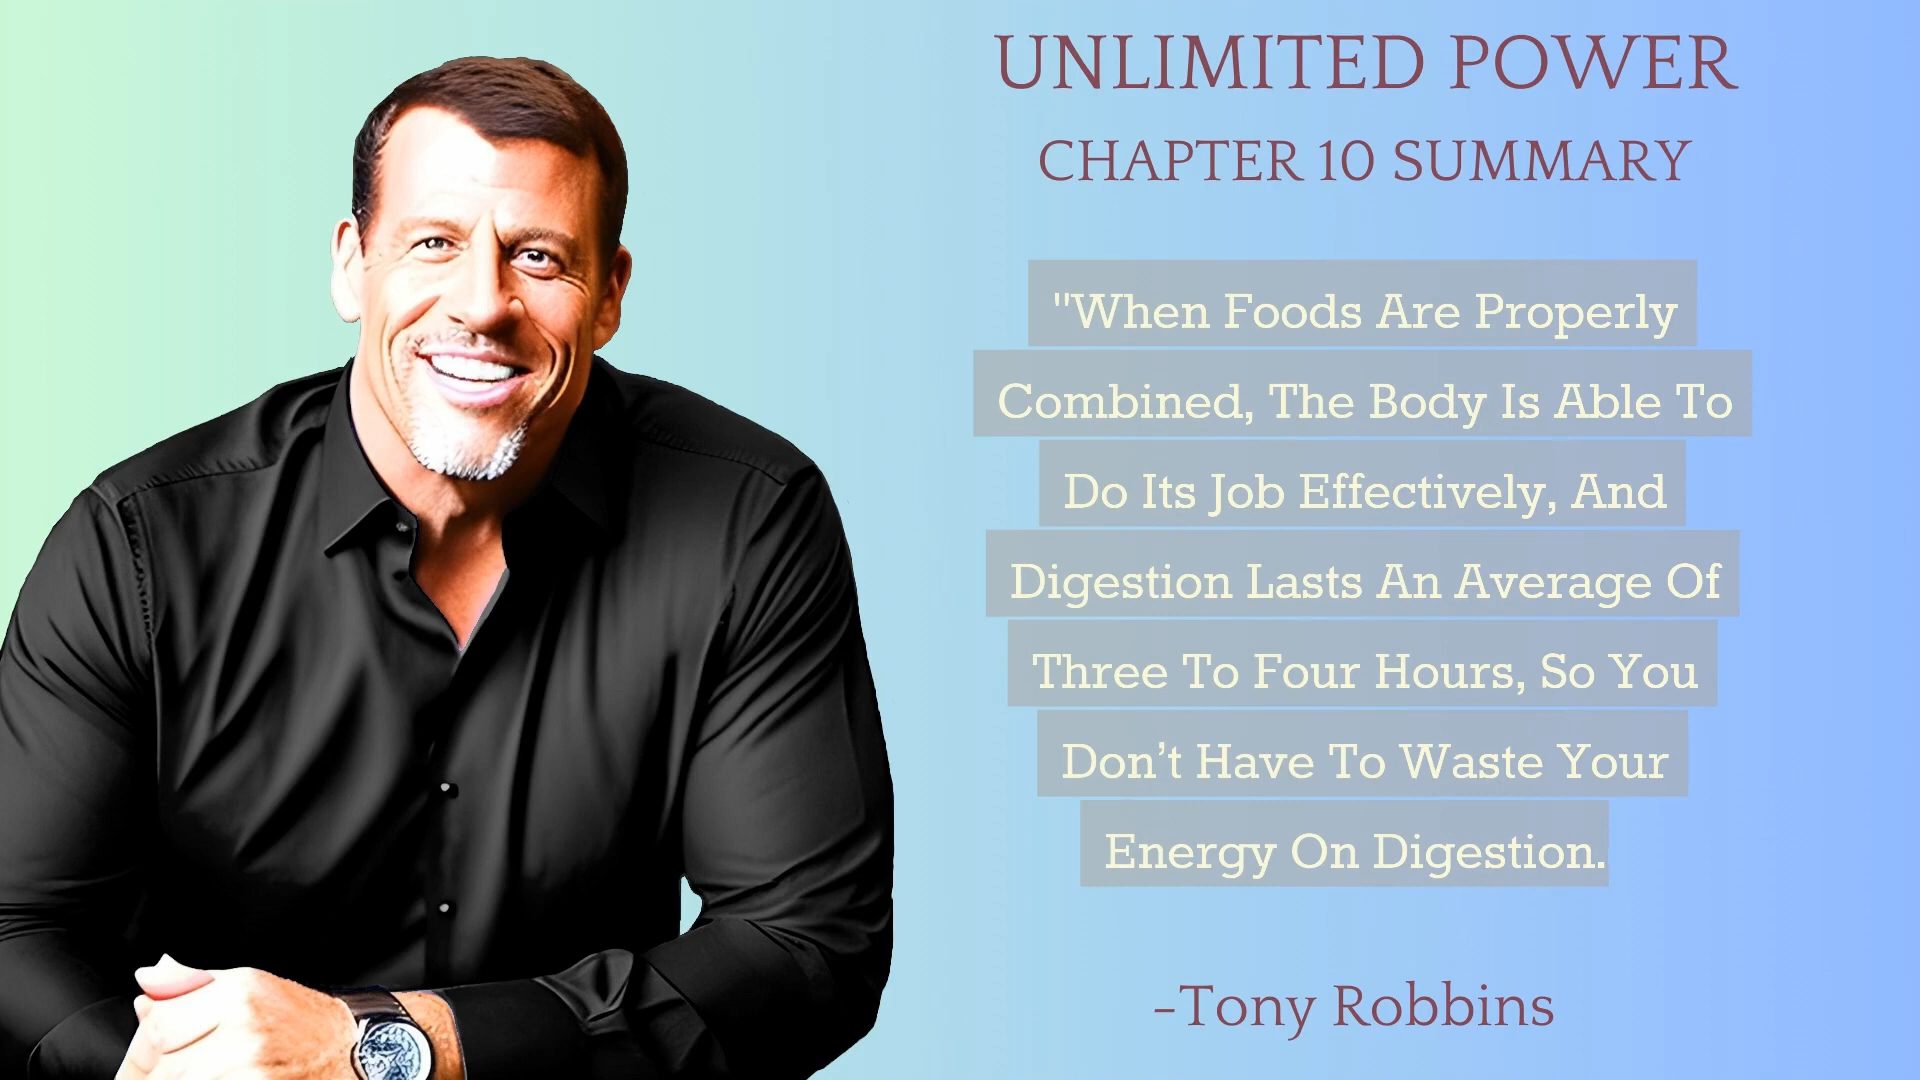 UNLIMITED POWER
CHAPTER 10 SUMMARY
"When Foods Are Properly
Combined, The Body Is Able To
Do Its Job Effectively, And
Digestion Lasts An Average Of
Three To Four Hours, So You
Don’t Have To Waste Your
Energy On Digestion.
-Tony Robbins